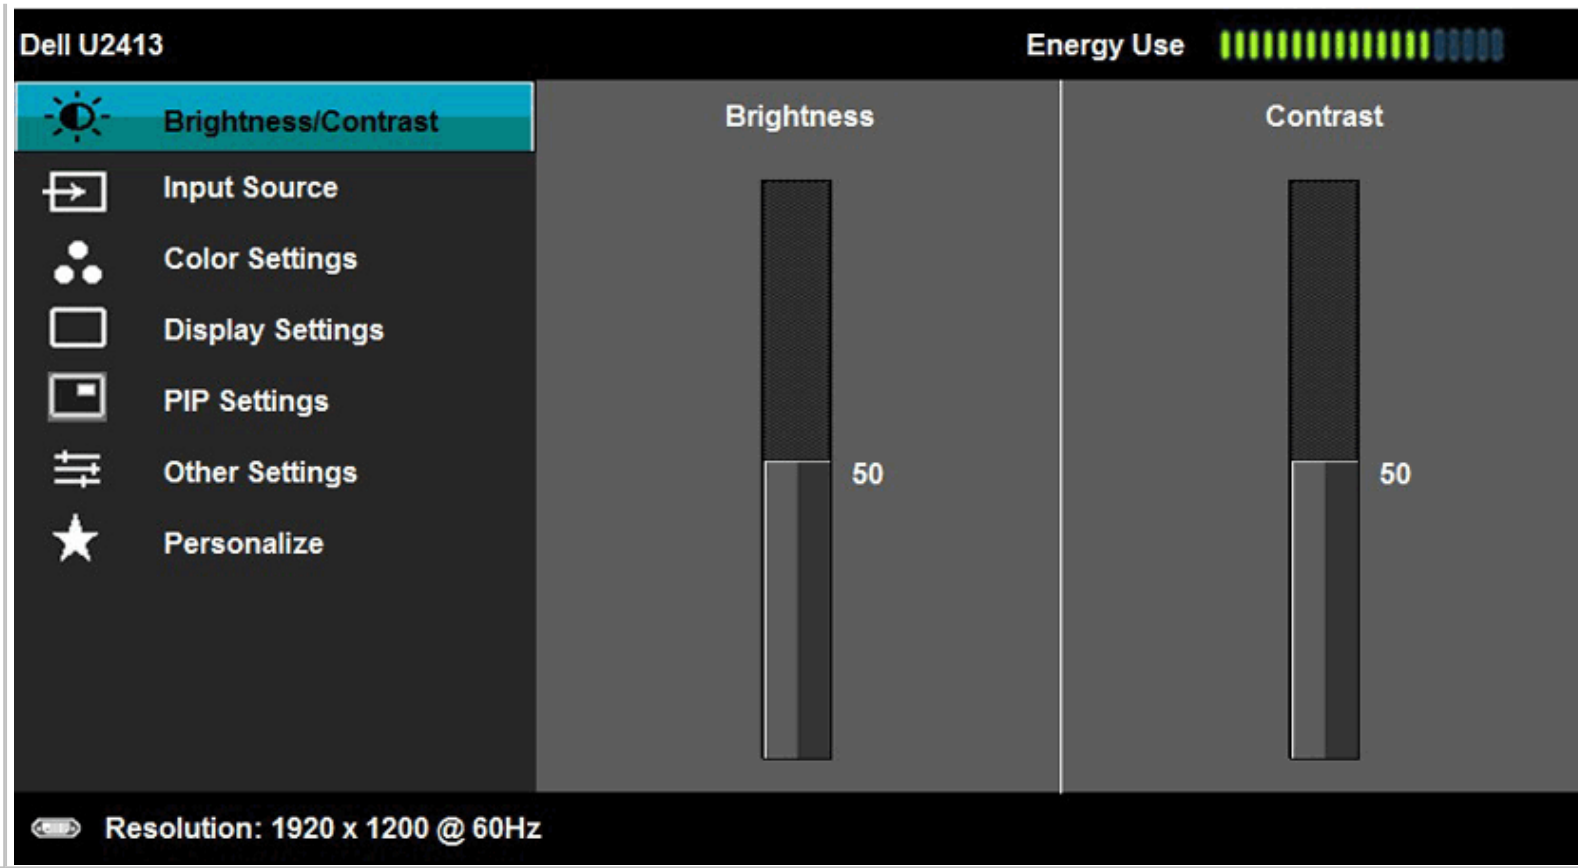 Dell U2413
Energy Use
Brightness/Contrast
Input Source
Color Settings
Display Settings
PIP Settings
Other Settings
Personalize
Brightness
50
Contrast
50
Resolution: 1920 x 1200 @ 60Hz